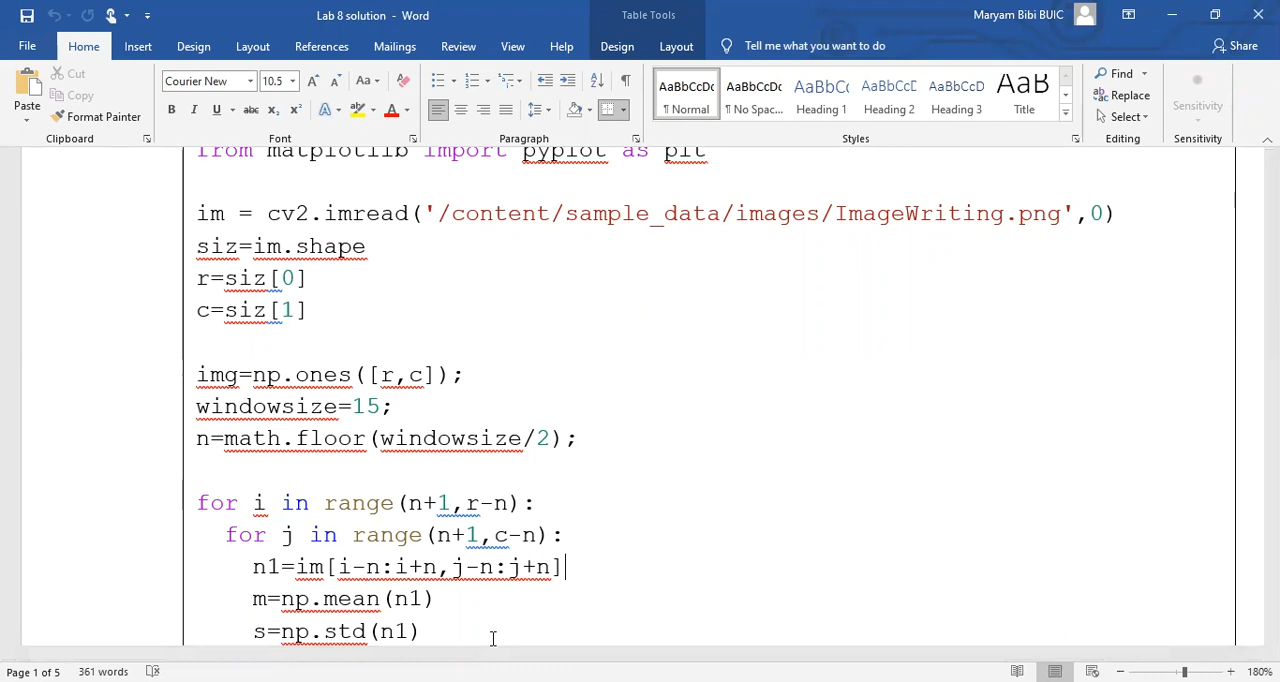 Lab 8 solution - Word
Table Tools
Maryam Bibi BUIC
File Home Insert Design Layout References Mailings Review View Help Design Layout Tell me what you want to do Share
Paste
Cut
Copy
Format Painter
Clipboard
Courier New 10.5
A A Aa
B I U abc x₂ x² A A
Font
Paragraph
AaBbCcDc AaBbCcDc AaBbCc AaBbCcD AaBbCcD AaB
¶ Normal ¶ No Spac... Heading 1 Heading 2 Heading 3 Title
Styles
Find
Replace
Select
Editing
Sensitivity
Sensitivity
from matplotlib import pyplot as plt
im = cv2.imread('/content/sample_data/images/ImageWriting.png',0)
siz=im.shape
r=siz[0]
c=siz[1]
img=np.ones([r,c]);
windowsize=15;
n=math.floor(windowsize/2);
for i in range(n+1,r-n):
for j in range(n+1,c-n):
n1=im[i-n:i+n,j-n:j+n]
m=np.mean(n1)
s=np.std(n1)
Page 1 of 5 361 words 180%